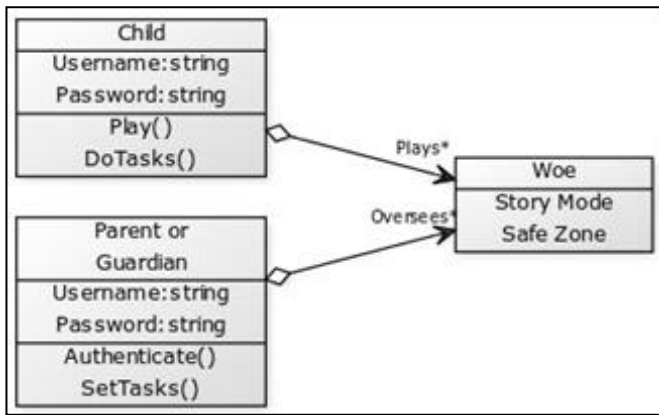 Child
Username:string
Password:string
Play()
DoTasks()
Plays*
Woe
Story Mode
Safe Zone
Oversees*
Parent or
Guardian
Username:string
Password:string
Authenticate()
SetTasks()